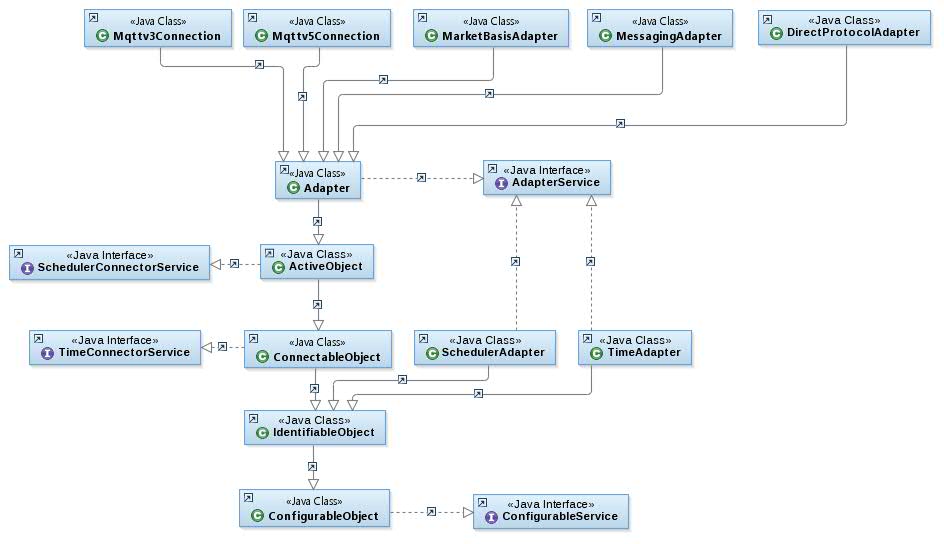 «Java Class»
Mqttv3Connection
«Java Class»
Mqttv5Connection
«Java Class»
MarketBasisAdapter
«Java Class»
MessagingAdapter
«Java Class»
DirectProtocolAdapter
«Java Class»
Adapter
«Java Interface»
AdapterService
«Java Interface»
SchedulerConnectorService
«Java Class»
ActiveObject
«Java Interface»
TimeConnectorService
«Java Class»
ConnectableObject
«Java Class»
SchedulerAdapter
«Java Class»
TimeAdapter
«Java Class»
IdentifiableObject
«Java Class»
ConfigurableObject
«Java Interface»
ConfigurableService